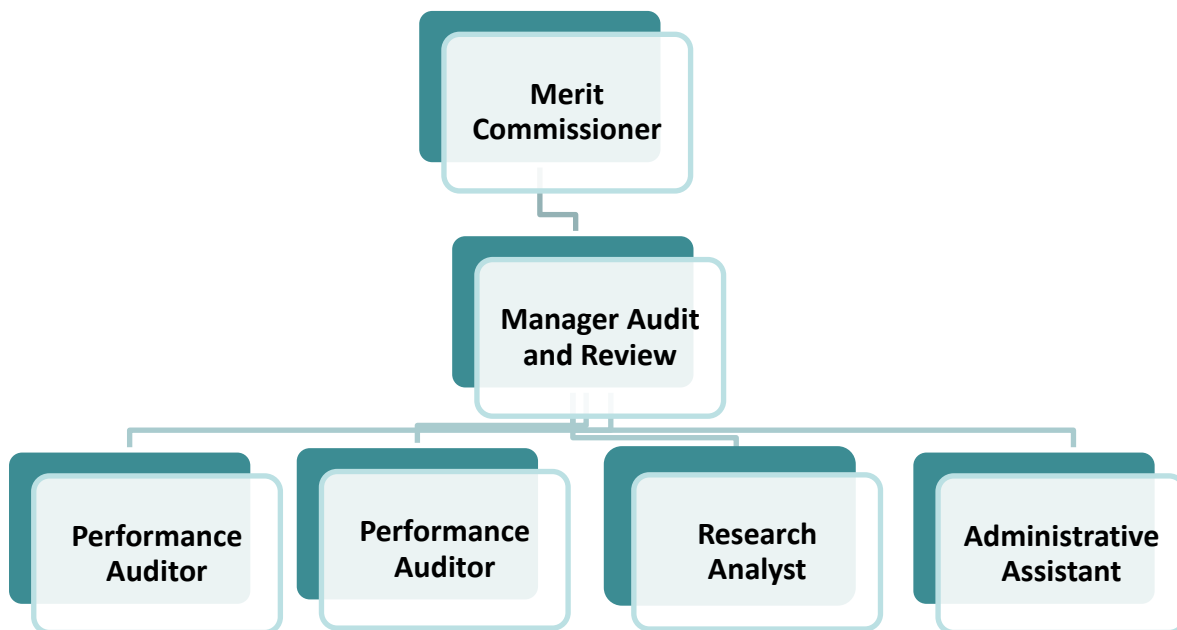 Merit
Commissioner
Manager Audit
and Review
Performance
Auditor
Performance
Auditor
Research
Analyst
Administrative
Assistant